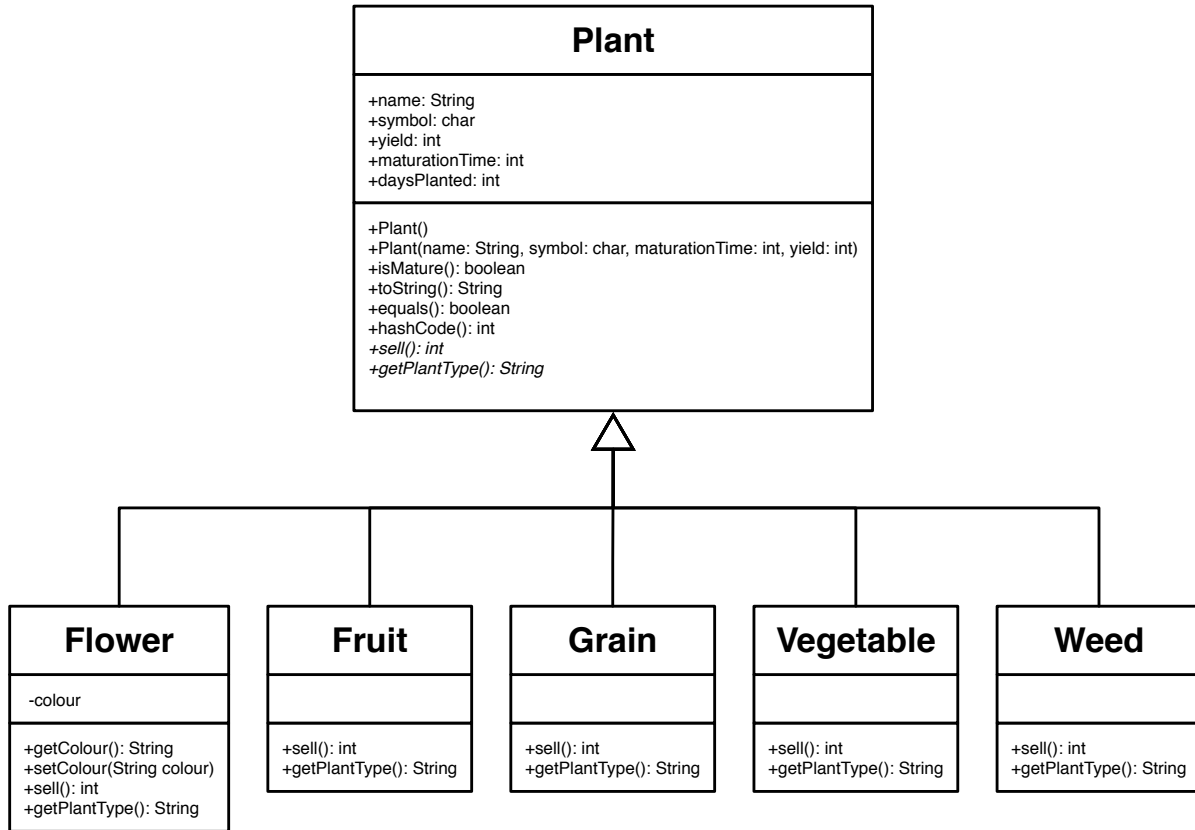 Plant
+name: String
+symbol: char
+yield: int
+maturationTime: int
+daysPlanted: int
+Plant()
+Plant(name: String, symbol: char, maturationTime: int, yield: int)
+isMature(): boolean
+toString(): String
+equals(): boolean
+hashCode(): int
+sell(): int
+getPlantType(): String
Flower
-colour
+getColour(): String
+setColour(String colour)
+sell(): int
+getPlantType(): String
Fruit
+sell(): int
+getPlantType(): String
Grain
+sell(): int
+getPlantType(): String
Vegetable
+sell(): int
+getPlantType(): String
Weed
+sell(): int
+getPlantType(): String